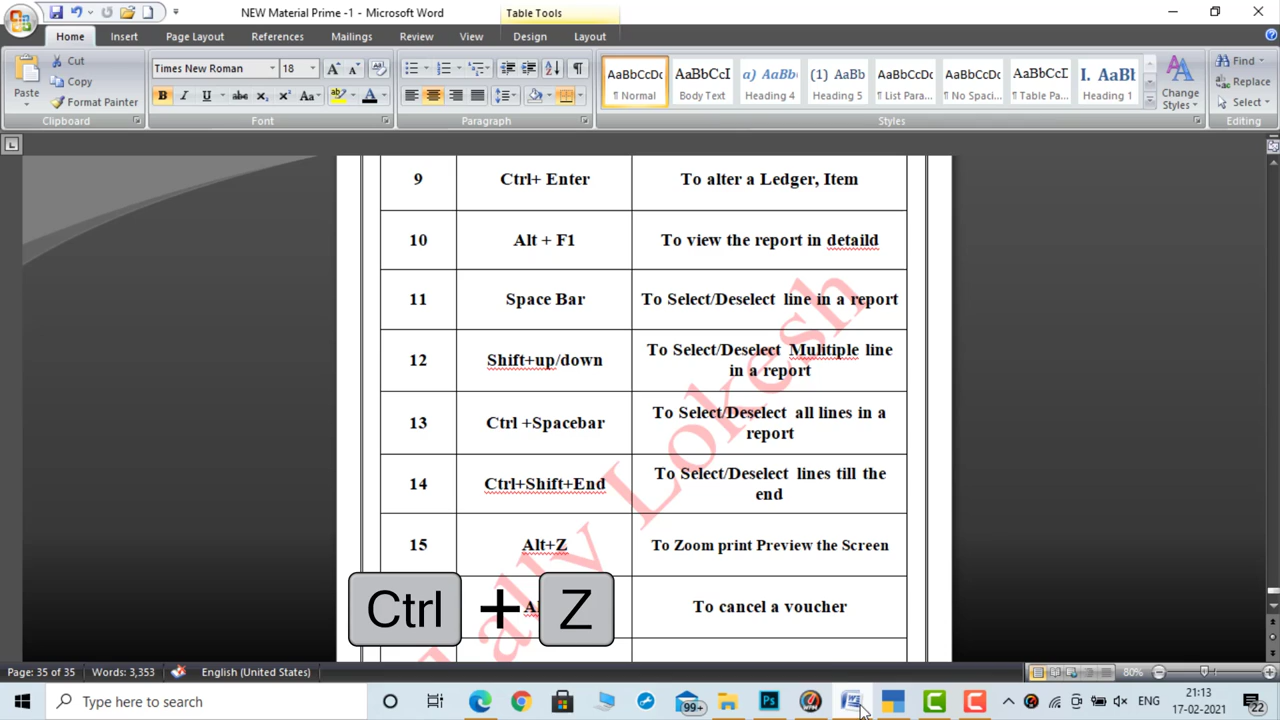 NEW Material Prime -1 - Microsoft Word
Table Tools
Home Insert Page Layout References Mailings Review View Design Layout
Paste
Cut
Copy
Format Painter
Clipboard
Times New Roman 18
Font
Paragraph
AaBbCcDc AaBbCcI a) AaBb (1) AaBb AaBbCcDc AaBbCcDc AaBbCcD I. AaBb
¶ Normal Body Text Heading 4 Heading 5 ¶ List Para... ¶ No Spaci... ¶ Table Pa... Heading 1
Change
Styles
Styles
Find
Replace
Select
Editing
9 Ctrl+ Enter To alter a Ledger, Item
10 Alt + F1 To view the report in detaild
11 Space Bar To Select/Deselect line in a report
12 Shift+up/down To Select/Deselect Mulitiple line
in a report
13 Ctrl +Spacebar To Select/Deselect all lines in a
report
14 Ctrl+Shift+End To Select/Deselect lines till the
end
15 Alt+Z To Zoom print Preview the Screen
To cancel a voucher
Lokesh
Ctrl + Z
Page: 35 of 35 Words: 3,353 English (United States) 80%
Type here to search
99+
ENG
21:13
17-02-2021
22